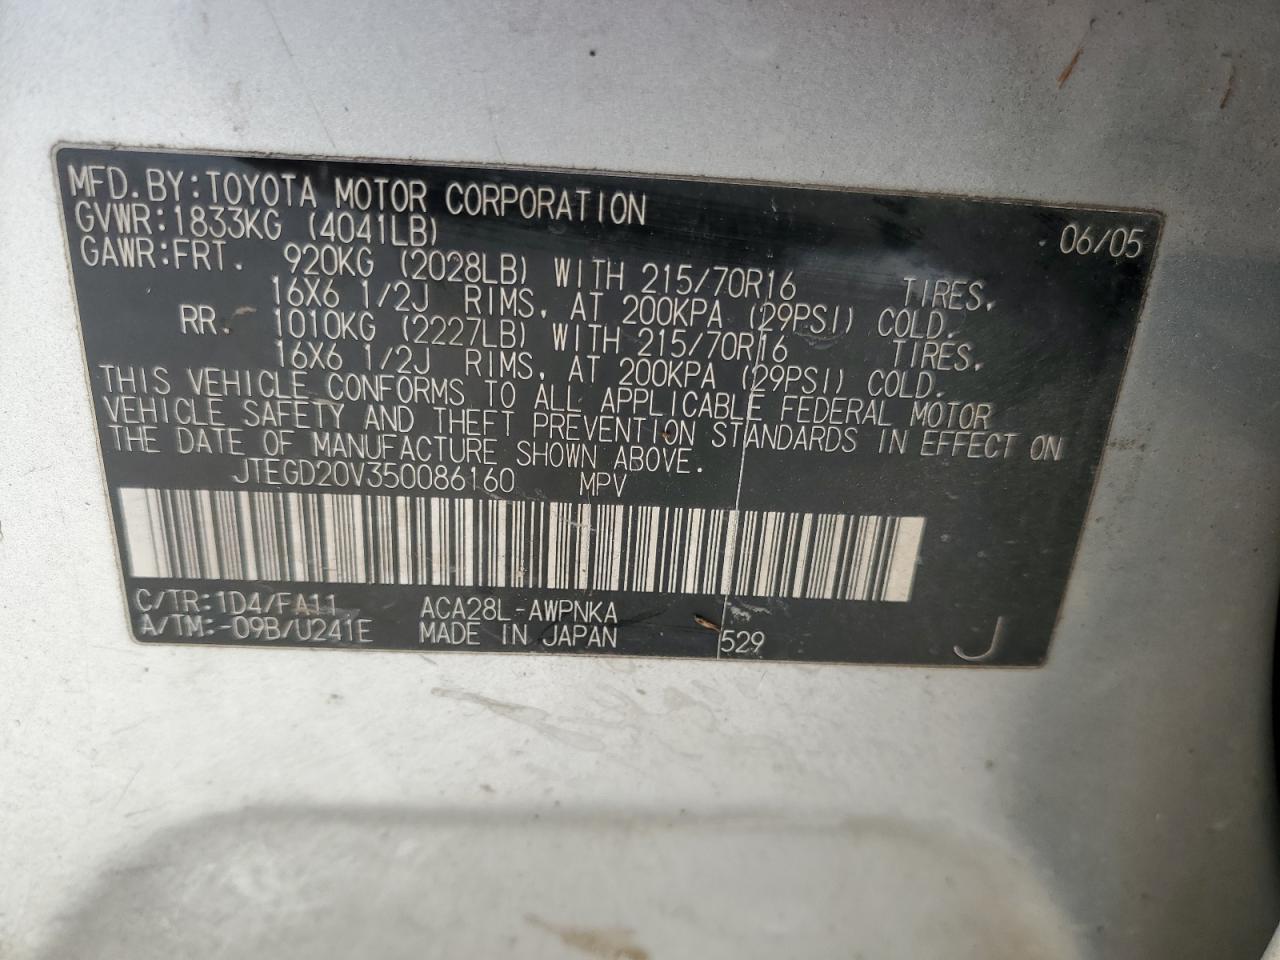 MFD.BY:TOYOTA MOTOR CORPORATION 06/05
GVWR:1833KG (4041LB)
GAWR:FRT. 920KG (2028LB) WITH 215/70R16 TIRES,
16X6 1/2J RIMS, AT 200KPA (29PSI) COLD.
RR. 1010KG (2227LB) WITH 215/70R16 TIRES,
16X6 1/2J RIMS, AT 200KPA (29PSI) COLD.
THIS VEHICLE CONFORMS TO ALL APPLICABLE FEDERAL MOTOR
VEHICLE SAFETY AND THEFT PREVENTION STANDARDS IN EFFECT ON
THE DATE OF MANUFACTURE SHOWN ABOVE.
JTEGD20V350086160 MPV
C/TR:1D4/FA11 ACA28L-AWPNKA
A/TM:-09B/U241E MADE IN JAPAN 529 J